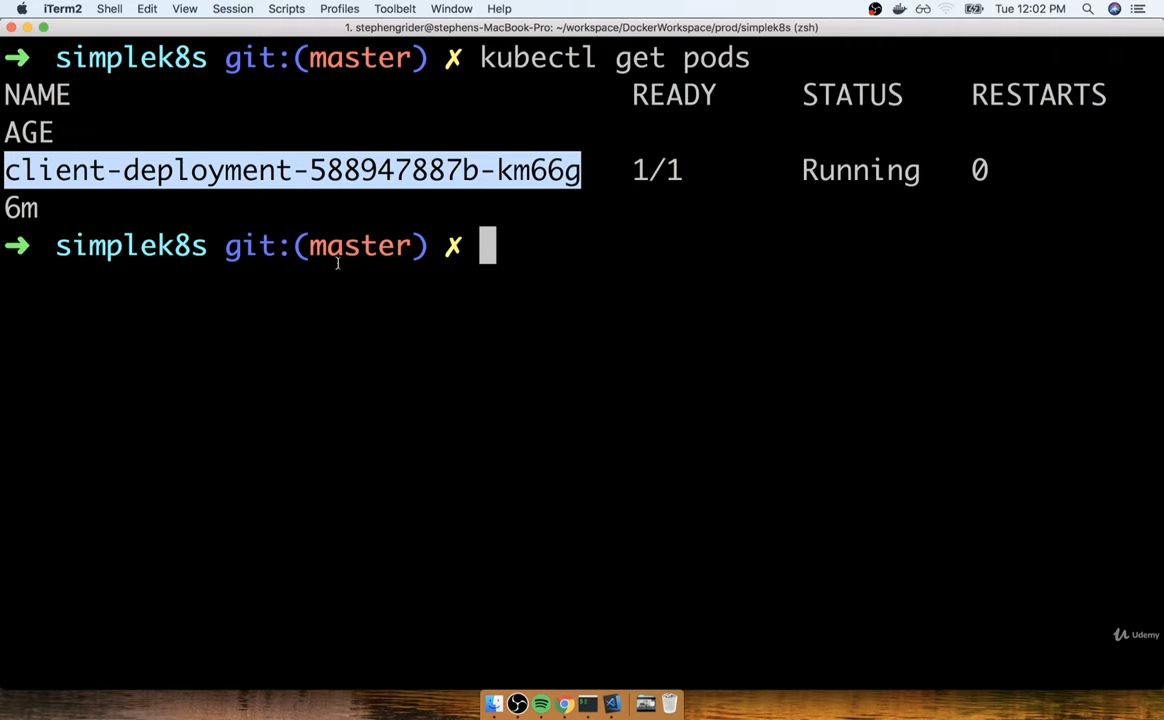 iTerm2 Shell Edit View Session Scripts Profiles Toolbelt Window Help Tue 12:02 PM
1. stephengrider@stephens-MacBook-Pro: ~/workspace/DockerWorkspace/prod/simplek8s (zsh)
➜ simplek8s git:(master) ✗ kubectl get pods
NAME READY STATUS RESTARTS
AGE
client-deployment-588947887b-km66g 1/1 Running 0
6m
➜ simplek8s git:(master) ✗
Udemy